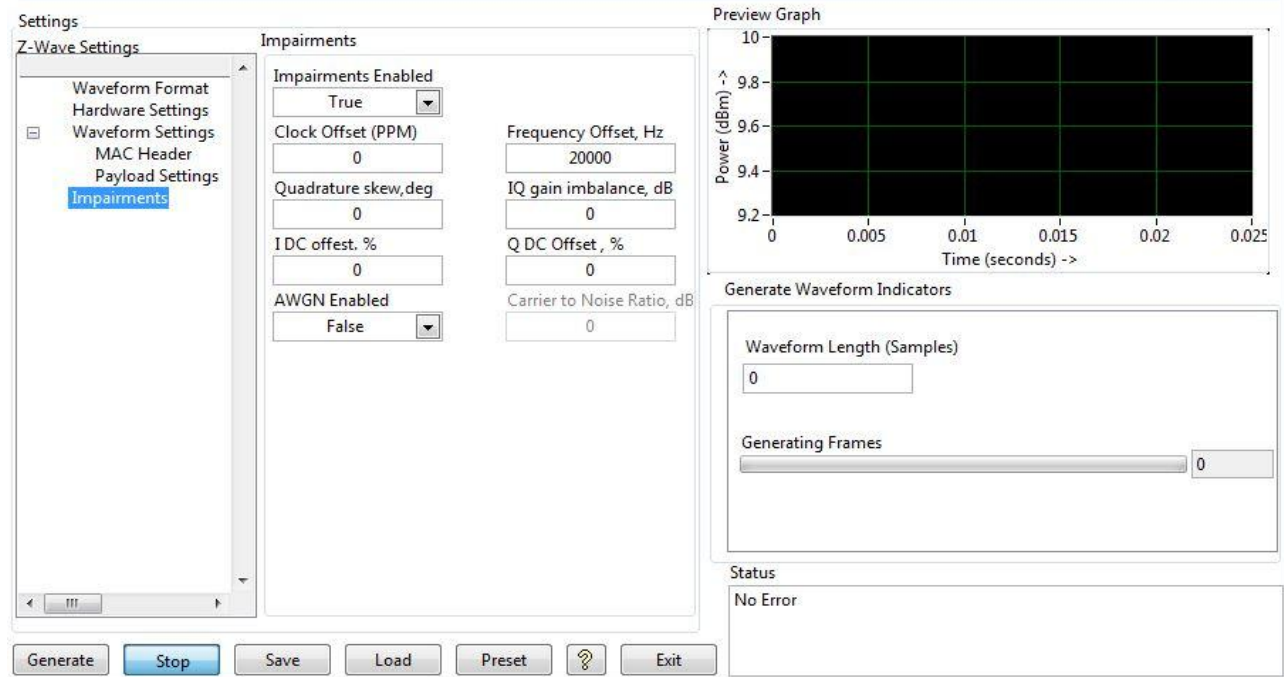 Settings
Z-Wave Settings
Waveform Format
Hardware Settings
Waveform Settings
MAC Header
Payload Settings
Impairments
Impairments
Impairments Enabled
True
Clock Offset (PPM)
Frequency Offset, Hz
0
20000
Quadrature skew,deg
IQ gain imbalance, dB
0
0
I DC offest. %
Q DC Offset , %
0
0
AWGN Enabled
Carrier to Noise Ratio, dB
False
0
Generate
Stop
Save
Load
Preset
?
Exit
Preview Graph
Power (dBm) ->
10
9.8
9.6
9.4
9.2
0
0.005
0.01
0.015
0.02
0.025
Time (seconds) ->
Generate Waveform Indicators
Waveform Length (Samples)
0
Generating Frames
0
Status
No Error